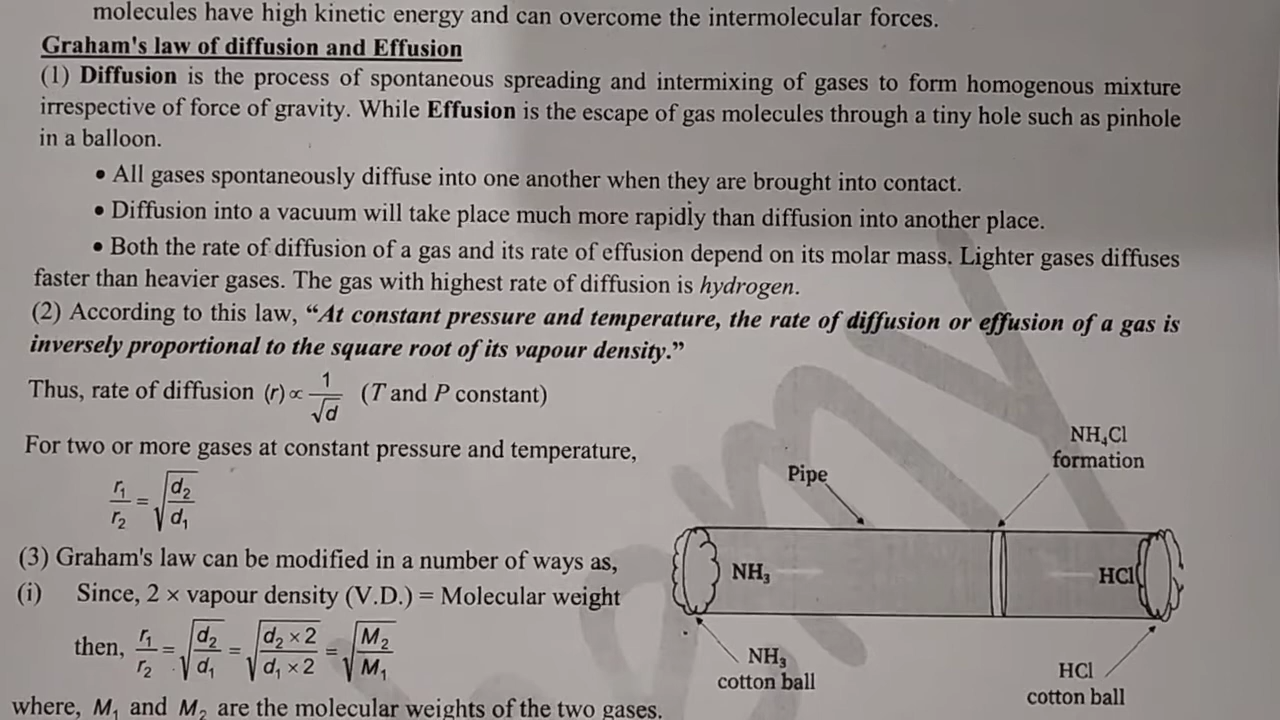 molecules have high kinetic energy and can overcome the intermolecular forces.
Graham's law of diffusion and Effusion
(1) Diffusion is the process of spontaneous spreading and intermixing of gases to form homogenous mixture
irrespective of force of gravity. While Effusion is the escape of gas molecules through a tiny hole such as pinhole
in a balloon.
• All gases spontaneously diffuse into one another when they are brought into contact.
• Diffusion into a vacuum will take place much more rapidly than diffusion into another place.
• Both the rate of diffusion of a gas and its rate of effusion depend on its molar mass. Lighter gases diffuses
faster than heavier gases. The gas with highest rate of diffusion is hydrogen.
(2) According to this law, “At constant pressure and temperature, the rate of diffusion or effusion of a gas is
inversely proportional to the square root of its vapour density.”
Thus, rate of diffusion (r) ∝ 1/√d (T and P constant)
For two or more gases at constant pressure and temperature,
r₁/r₂ = √(d₂/d₁)
(3) Graham's law can be modified in a number of ways as,
(i) Since, 2 × vapour density (V.D.) = Molecular weight
then, r₁/r₂ = √(d₂/d₁) = √((d₂ × 2)/(d₁ × 2)) = √(M₂/M₁)
where, M₁ and M₂ are the molecular weights of the two gases.
NH₄Cl
formation
Pipe
NH₃
HCl
NH₃
cotton ball
HCl
cotton ball